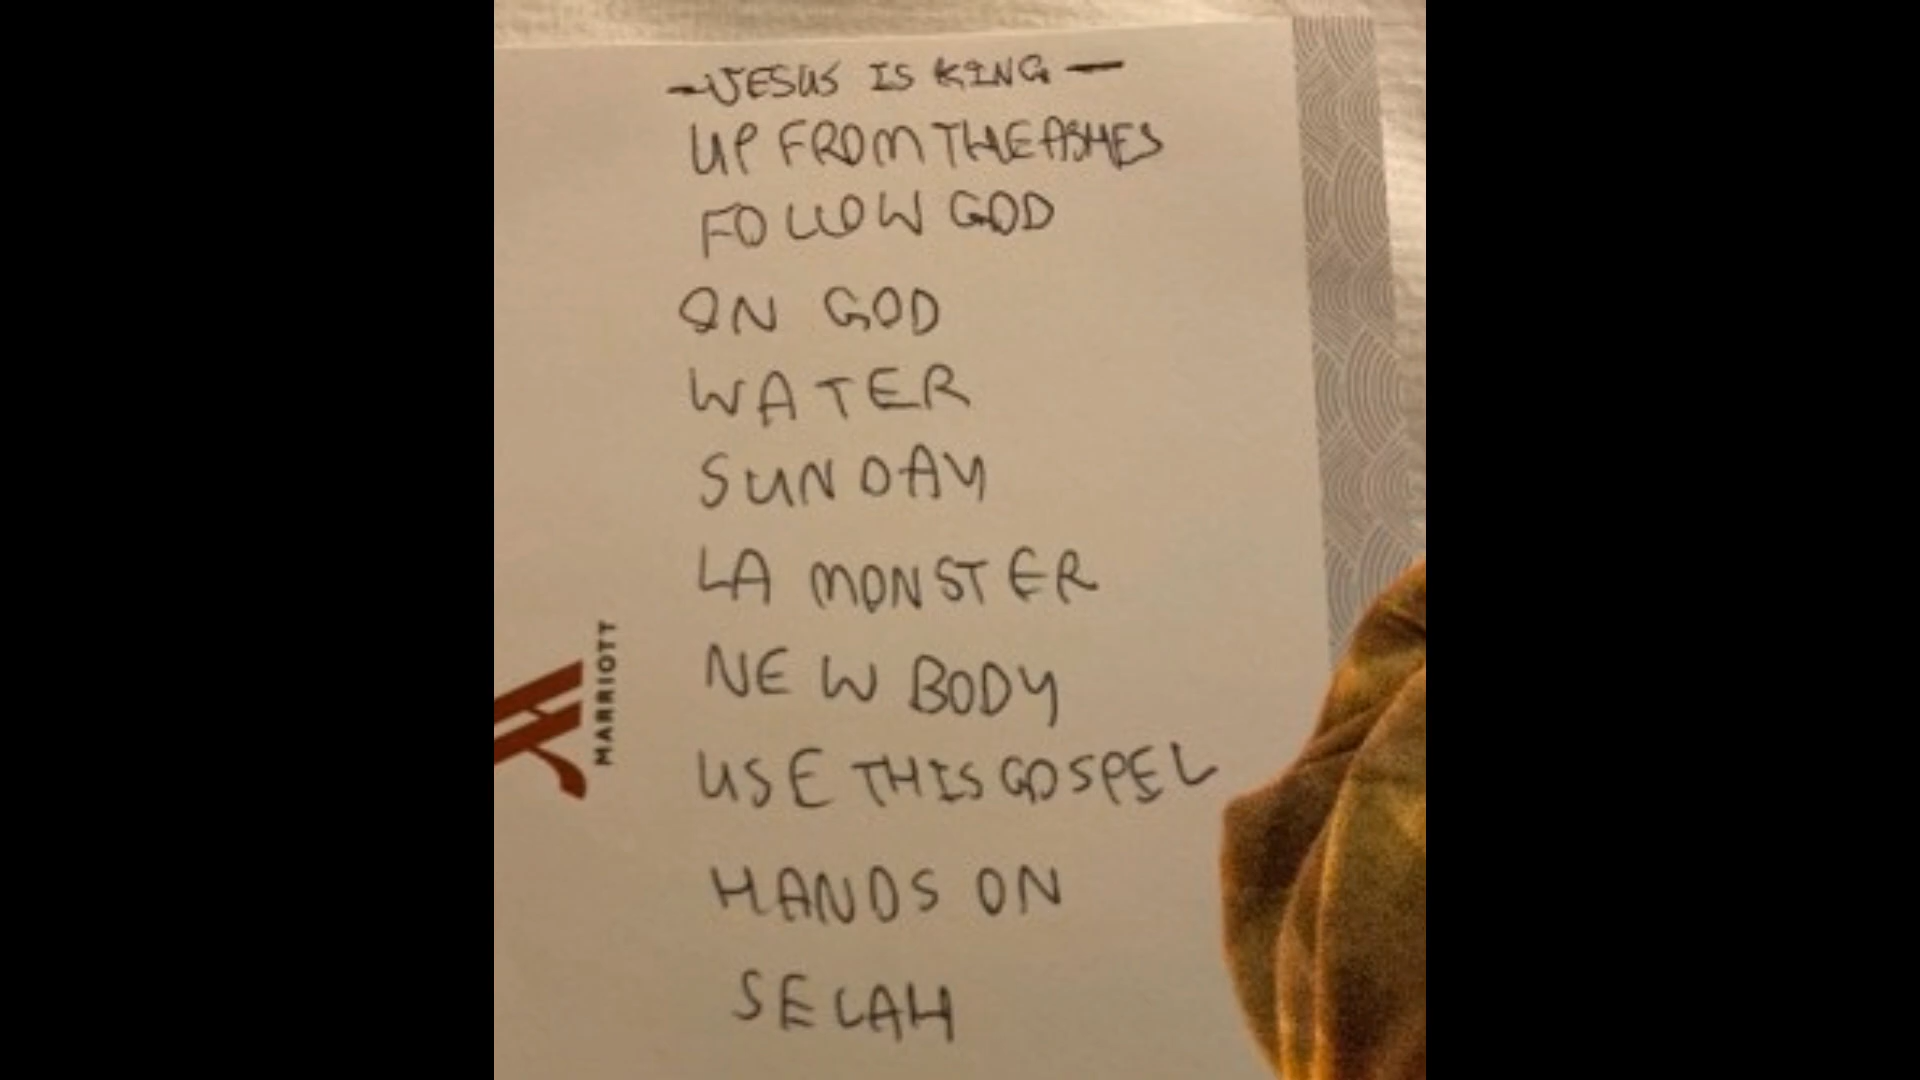 -JESUS IS KING-
UP FROM THE ASHES
FOLLOW GOD
ON GOD
WATER
SUNDAY
LA MONSTER
NEW BODY
USE THIS GOSPEL
HANDS ON
SELAH
MARRIOTT